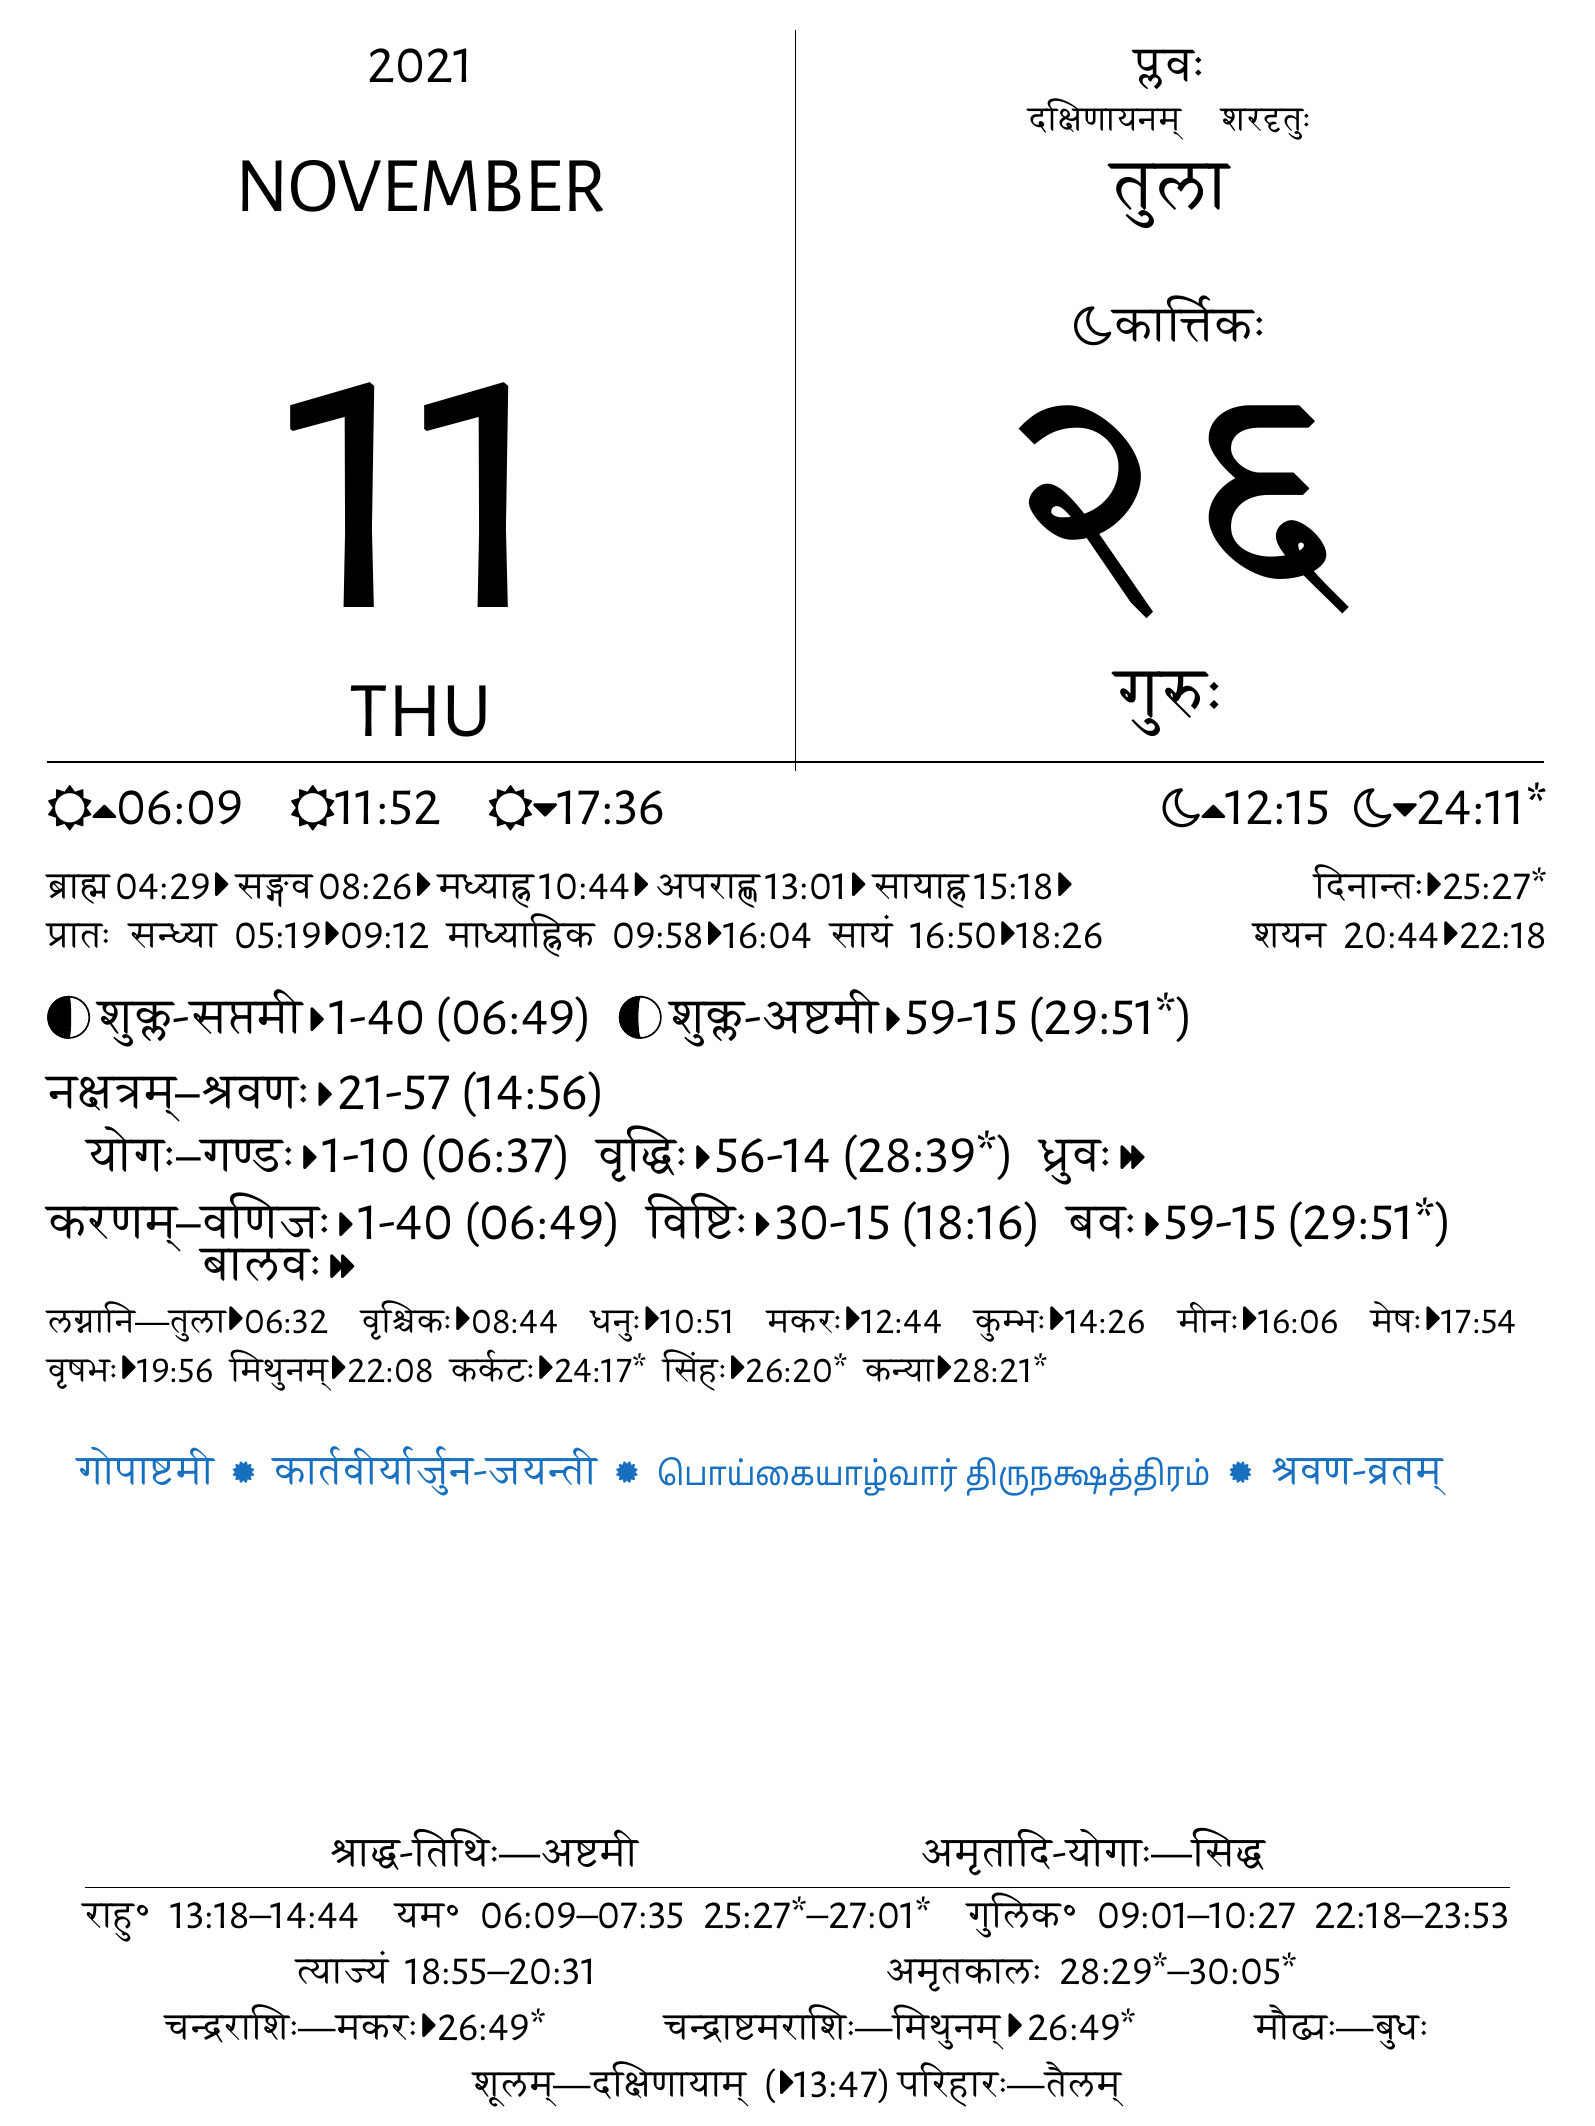 2021
NOVEMBER
11
THU
प्लवः
दक्षिणायनम् शरदृतुः
तुला
कार्त्तिकः
२६
गुरुः
06:09 11:52 17:36 12:15 24:11*
ब्राह्म 04:29 सङ्गव 08:26 मध्याह्न 10:44 अपराह्ण 13:01 सायाह्न 15:18 दिनान्तः 25:27*
प्रातः सन्ध्या 05:19 09:12 माध्याह्निक 09:58 16:04 सायं 16:50 18:26 शयन 20:44 22:18
शुक्ल-सप्तमी 1-40 (06:49) शुक्ल-अष्टमी 59-15 (29:51*)
नक्षत्रम्–श्रवणः 21-57 (14:56)
योगः–गण्डः 1-10 (06:37) वृद्धिः 56-14 (28:39*) ध्रुवः
करणम्–वणिजः 1-40 (06:49) विष्टिः 30-15 (18:16) बवः 59-15 (29:51*)
बालवः
लग्नानि—तुला 06:32 वृश्चिकः 08:44 धनुः 10:51 मकरः 12:44 कुम्भः 14:26 मीनः 16:06 मेषः 17:54
वृषभः 19:56 मिथुनम् 22:08 कर्कटः 24:17* सिंहः 26:20* कन्या 28:21*
गोपाष्टमी ✹ कार्तवीर्यार्जुन-जयन्ती ✹ பொய்கையாழ்வார் திருநக்ஷத்திரம் ✹ श्रवण-व्रतम्
श्राद्ध-तिथिः—अष्टमी अमृतादि-योगाः—सिद्ध
राहु॰ 13:18–14:44 यम॰ 06:09–07:35 25:27*–27:01* गुलिक॰ 09:01–10:27 22:18–23:53
त्याज्यं 18:55–20:31 अमृतकालः 28:29*–30:05*
चन्द्रराशिः—मकरः 26:49* चन्द्राष्टमराशिः—मिथुनम् 26:49* मौढ्यः—बुधः
शूलम्—दक्षिणायाम् (13:47) परिहारः—तैलम्